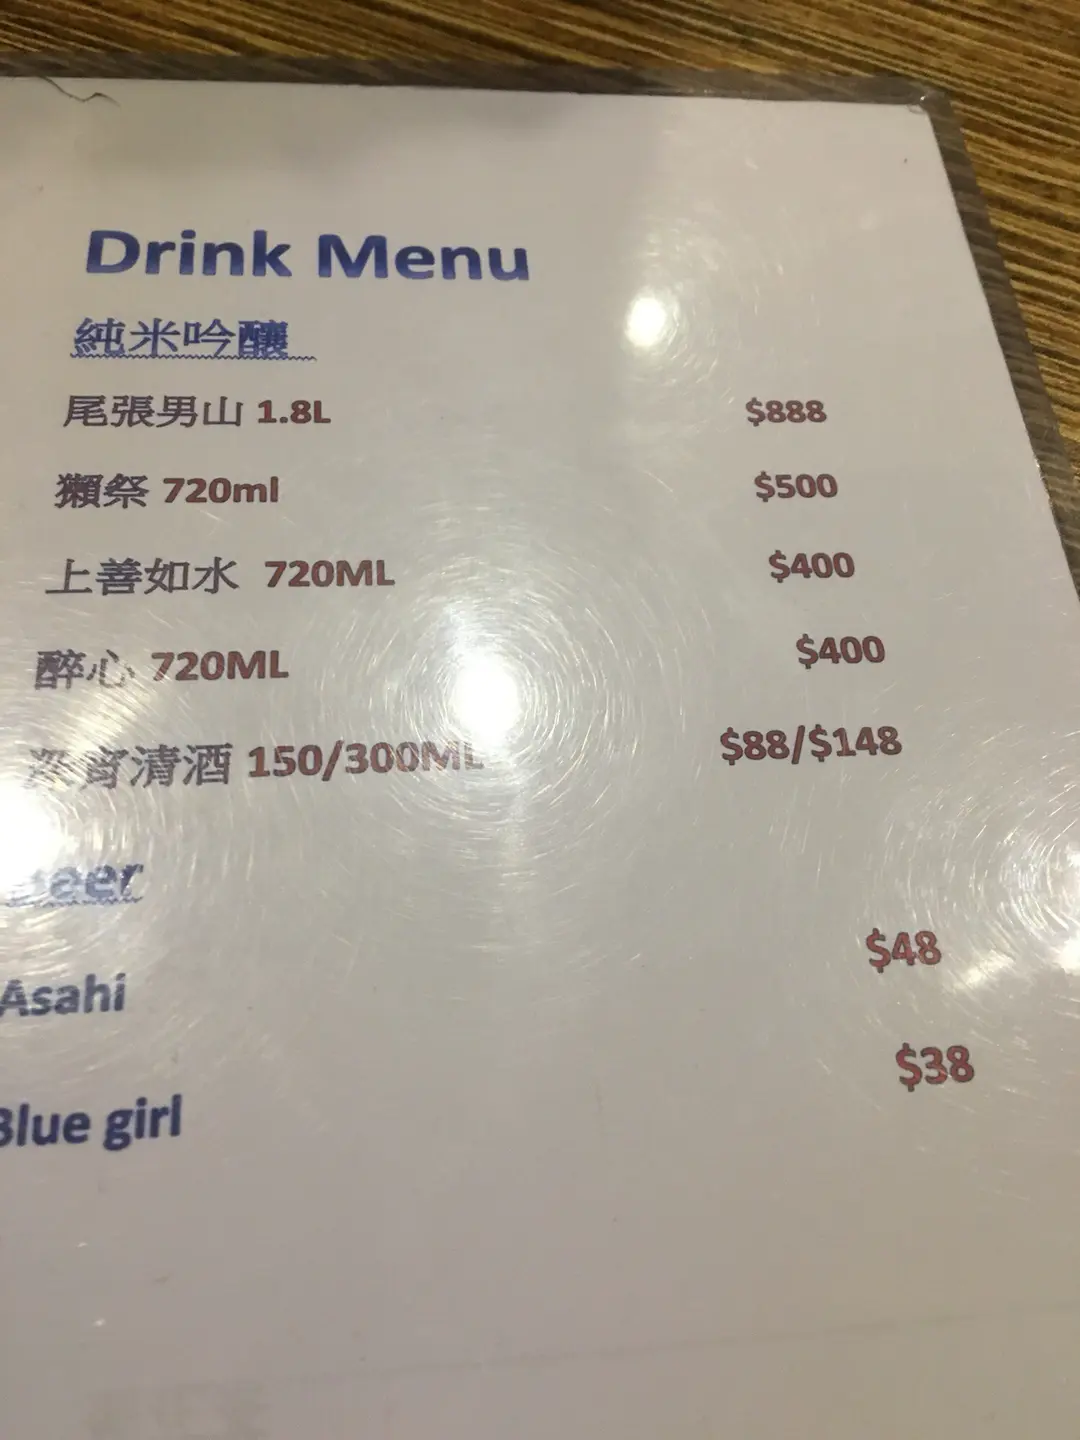 Drink Menu
純米吟釀
尾張男山 1.8L $888
獺祭 720ml $500
上善如水 720ML $400
醉心 720ML $400
清酒 150/300ML $88/$148
Baer
$48
Asahi
$38
Blue girl